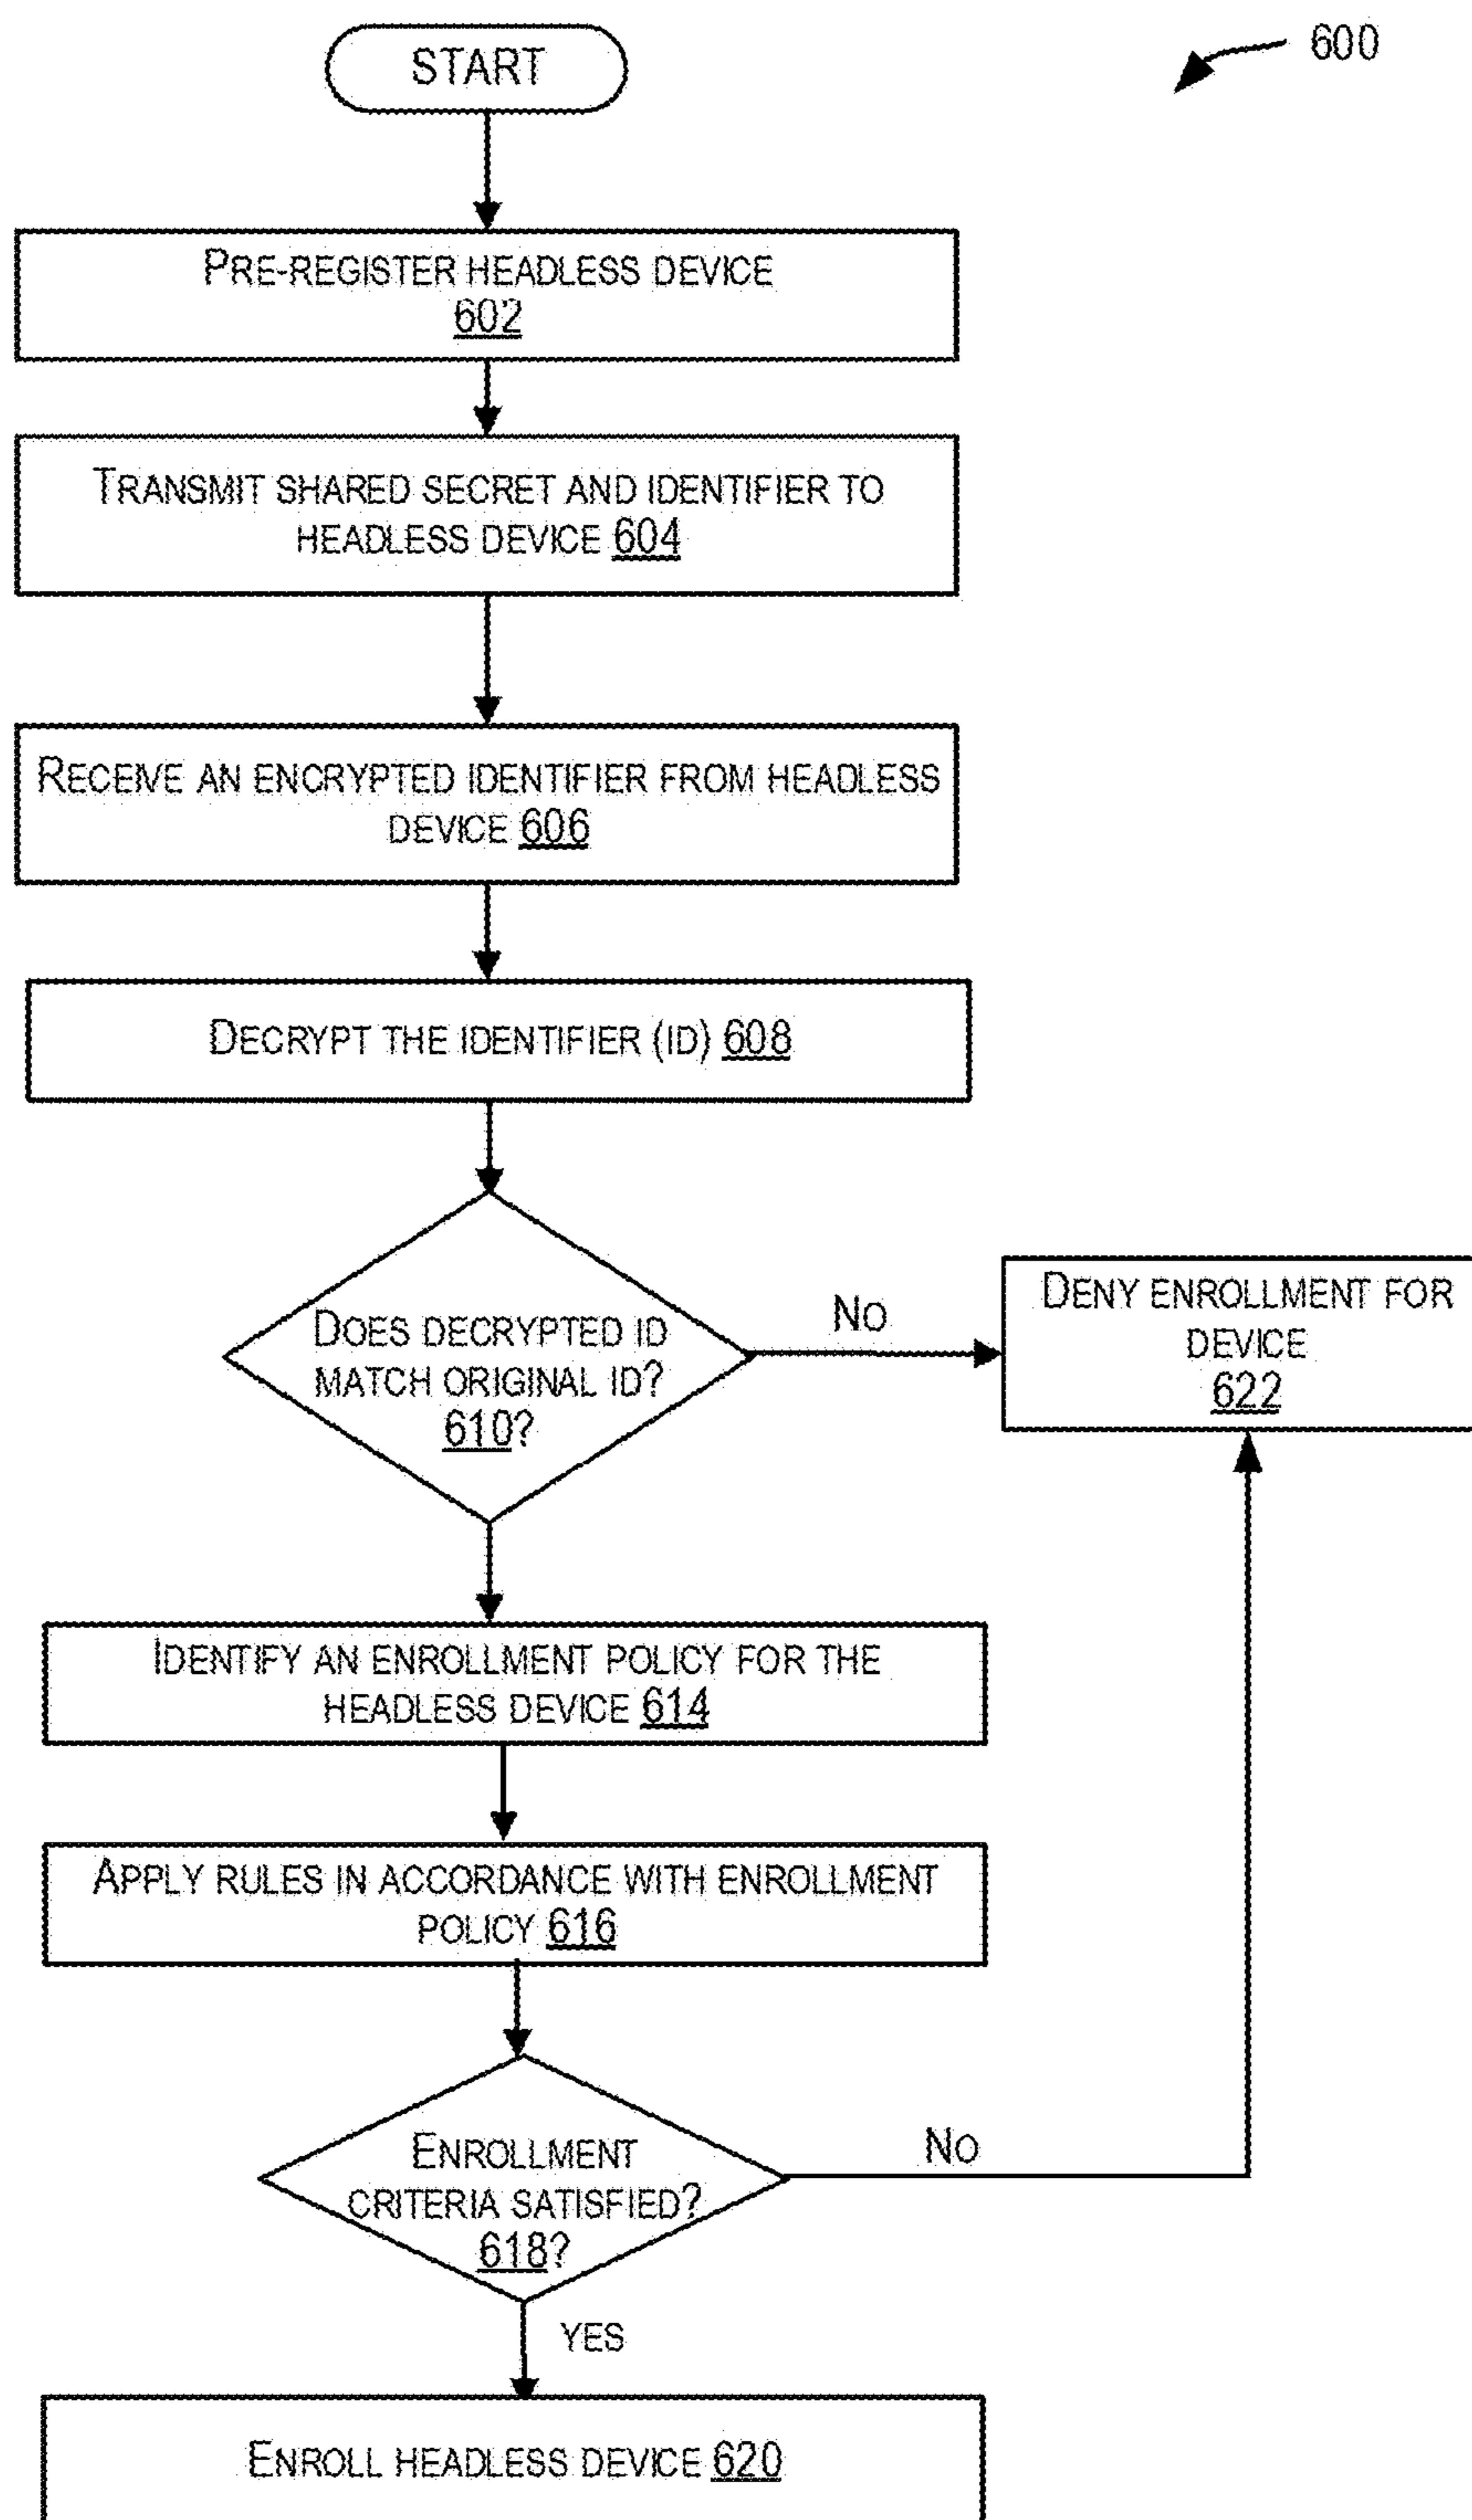 START
600
PRE-REGISTER HEADLESS DEVICE
602
TRANSMIT SHARED SECRET AND IDENTIFIER TO
HEADLESS DEVICE 604
RECEIVE AN ENCRYPTED IDENTIFIER FROM HEADLESS
DEVICE 606
DECRYPT THE IDENTIFIER (ID) 608
DOES DECRYPTED ID
MATCH ORIGINAL ID?
610?
NO
DENY ENROLLMENT FOR
DEVICE
622
IDENTIFY AN ENROLLMENT POLICY FOR THE
HEADLESS DEVICE 614
APPLY RULES IN ACCORDANCE WITH ENROLLMENT
POLICY 616
ENROLLMENT
CRITERIA SATISFIED?
618?
NO
YES
ENROLL HEADLESS DEVICE 620